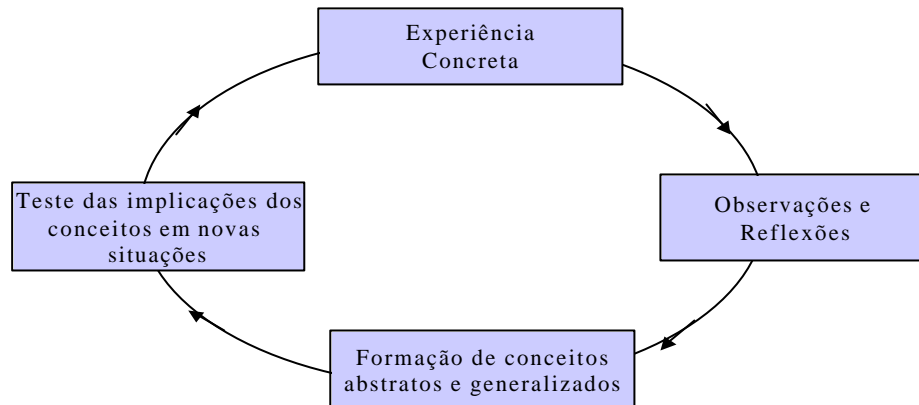 Experiência
Concreta
Teste das implicações dos
conceitos em novas
situações
Observações e
Reflexões
Formação de conceitos
abstratos e generalizados